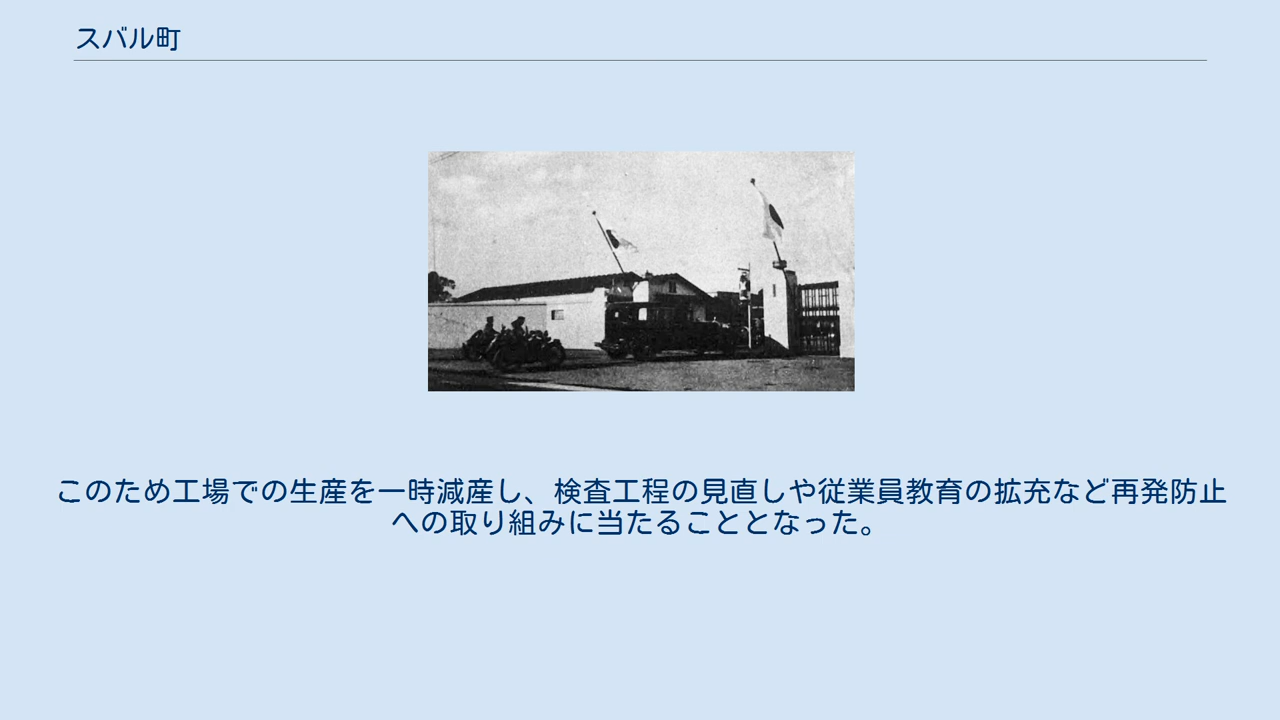 スバル町
このため工場での生産を一時減産し、検査工程の見直しや従業員教育の拡充など再発防止
への取り組みに当たることとなった。